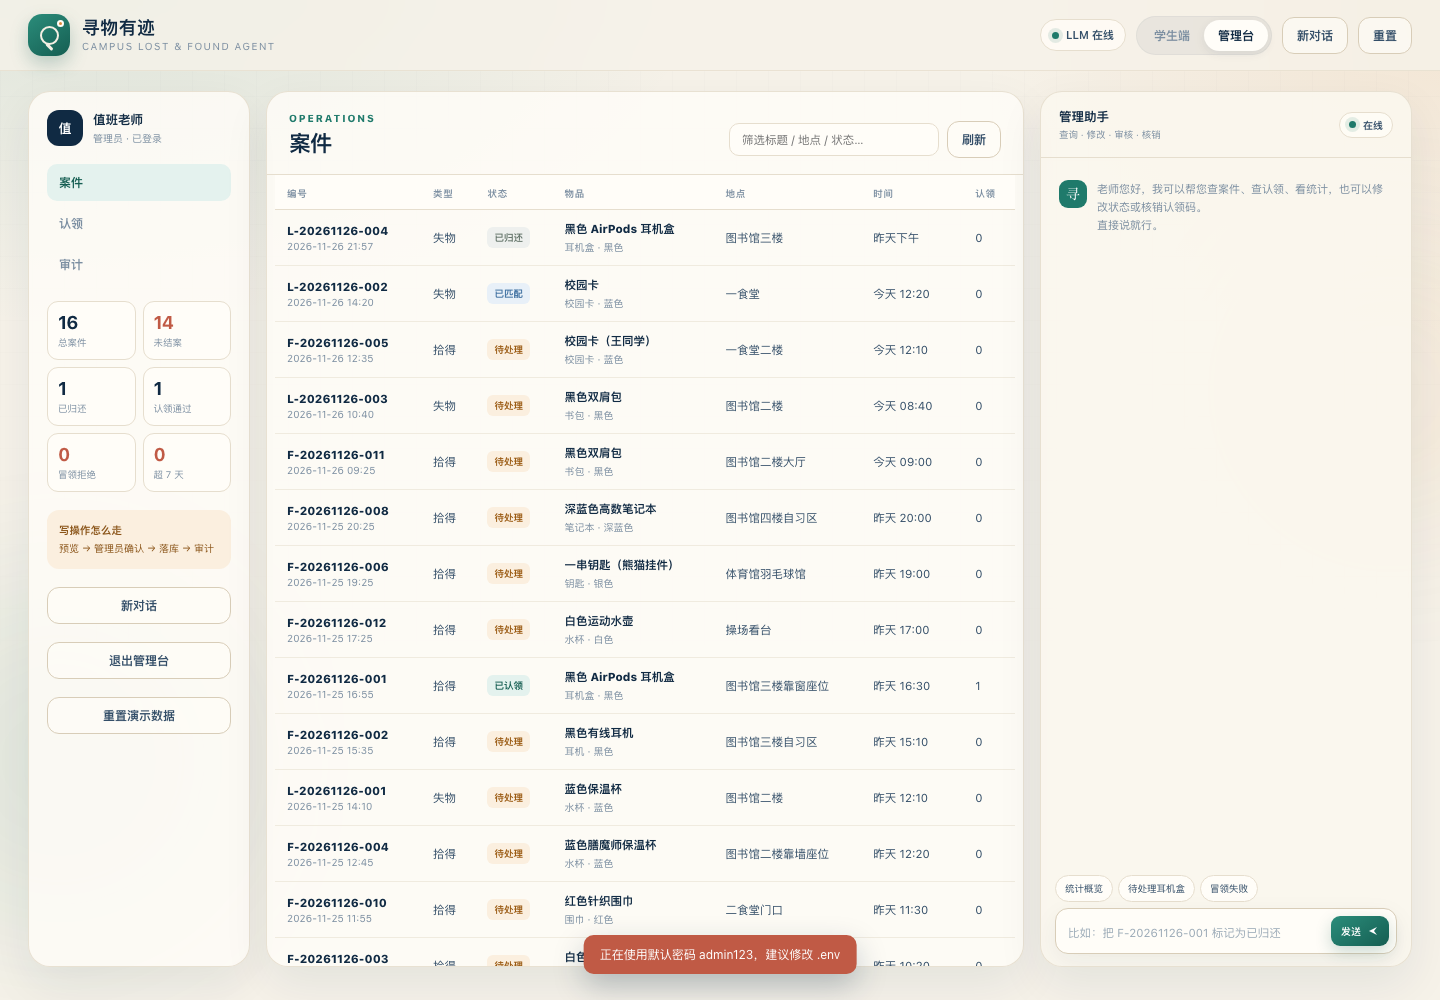 寻物有迹
CAMPUS LOST & FOUND AGENT
LLM 在线
学生端
管理台
新对话
重置
值
值班老师
管理员 · 已登录
案件
认领
审计
16
总案件
14
未结案
1
已归还
1
认领通过
0
冒领拒绝
0
超 7 天
写操作怎么走
预览 → 管理员确认 → 落库 → 审计
新对话
退出管理台
重置演示数据
OPERATIONS
案件
筛选标题 / 地点 / 状态...
刷新
编号 类型 状态 物品 地点 时间 认领
L-20261126-004 失物 已归还 黑色 AirPods 耳机盒 图书馆三楼 昨天下午 0
2026-11-26 21:57 耳机盒 · 黑色
L-20261126-002 失物 已匹配 校园卡 一食堂 今天 12:20 0
2026-11-26 14:20 校园卡 · 蓝色
F-20261126-005 拾得 待处理 校园卡（王同学） 一食堂二楼 今天 12:10 0
2026-11-26 12:35 校园卡 · 蓝色
L-20261126-003 失物 待处理 黑色双肩包 图书馆二楼 今天 08:40 0
2026-11-26 10:40 书包 · 黑色
F-20261126-011 拾得 待处理 黑色双肩包 图书馆二楼大厅 今天 09:00 0
2026-11-26 09:25 书包 · 黑色
F-20261126-008 拾得 待处理 深蓝色高数笔记本 图书馆四楼自习区 昨天 20:00 0
2026-11-25 20:25 笔记本 · 深蓝色
F-20261126-006 拾得 待处理 一串钥匙（熊猫挂件） 体育馆羽毛球馆 昨天 19:00 0
2026-11-25 19:25 钥匙 · 银色
F-20261126-012 拾得 待处理 白色运动水壶 操场看台 昨天 17:00 0
2026-11-25 17:25 水杯 · 白色
F-20261126-001 拾得 已认领 黑色 AirPods 耳机盒 图书馆三楼靠窗座位 昨天 16:30 1
2026-11-25 16:55 耳机盒 · 黑色
F-20261126-002 拾得 待处理 黑色有线耳机 图书馆三楼自习区 昨天 15:10 0
2026-11-25 15:35 耳机 · 黑色
L-20261126-001 失物 待处理 蓝色保温杯 图书馆二楼 昨天 12:10 0
2026-11-25 14:10 水杯 · 蓝色
F-20261126-004 拾得 待处理 蓝色膳魔师保温杯 图书馆二楼靠墙座位 昨天 12:20 0
2026-11-25 12:45 水杯 · 蓝色
F-20261126-010 拾得 待处理 红色针织围巾 二食堂门口 昨天 11:30 0
2026-11-25 11:55 围巾 · 红色
F-20261126-003 拾得 待处理 白色 昨天 10:20 0
正在使用默认密码 admin123，建议修改 .env
管理助手
查询 · 修改 · 审核 · 核销
在线
寻
老师您好，我可以帮您查案件、查认领、看统计，也可以修
改状态或核销认领码。
直接说就行。
统计概览
待处理耳机盒
冒领失败
比如：把 F-20261126-001 标记为已归还
发送